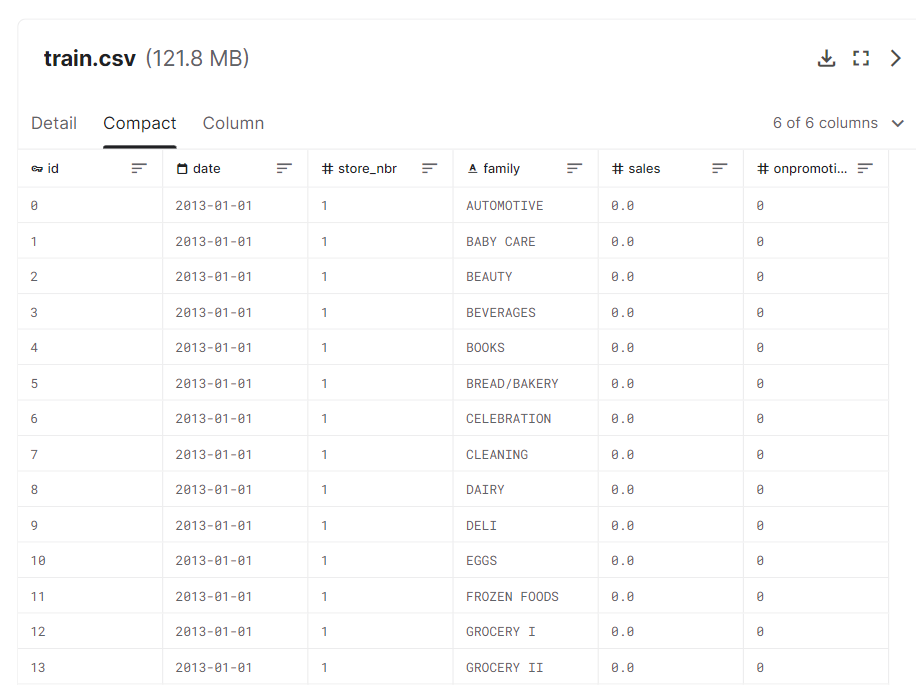 train.csv (121.8 MB)
Detail Compact Column 6 of 6 columns
id date store_nbr family sales onpromoti...
0 2013-01-01 1 AUTOMOTIVE 0.0 0
1 2013-01-01 1 BABY CARE 0.0 0
2 2013-01-01 1 BEAUTY 0.0 0
3 2013-01-01 1 BEVERAGES 0.0 0
4 2013-01-01 1 BOOKS 0.0 0
5 2013-01-01 1 BREAD/BAKERY 0.0 0
6 2013-01-01 1 CELEBRATION 0.0 0
7 2013-01-01 1 CLEANING 0.0 0
8 2013-01-01 1 DAIRY 0.0 0
9 2013-01-01 1 DELI 0.0 0
10 2013-01-01 1 EGGS 0.0 0
11 2013-01-01 1 FROZEN FOODS 0.0 0
12 2013-01-01 1 GROCERY I 0.0 0
13 2013-01-01 1 GROCERY II 0.0 0